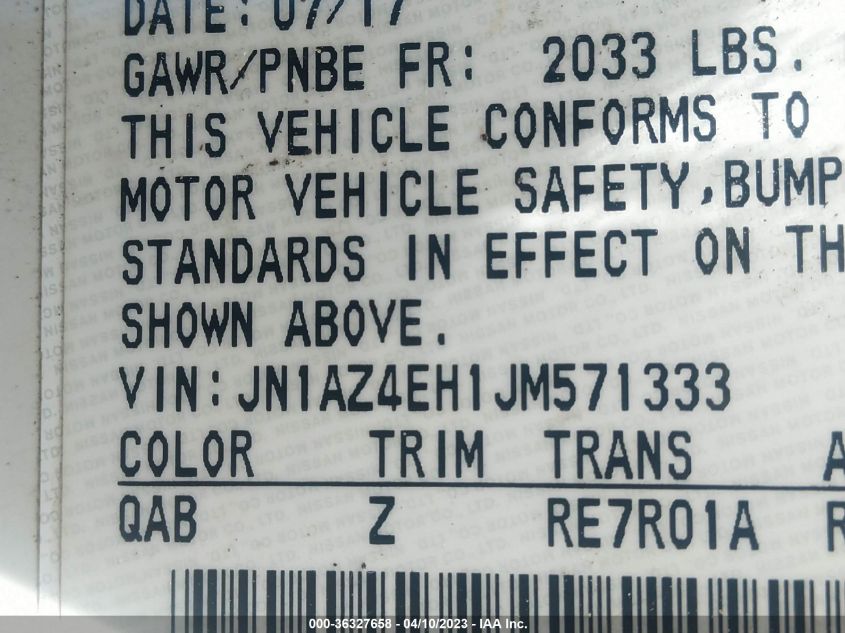 DATE: 07/17
GAWR/PNBE FR: 2033 LBS.
THIS VEHICLE CONFORMS TO
MOTOR VEHICLE SAFETY, BUMP
STANDARDS IN EFFECT ON TH
SHOWN ABOVE.
VIN: JN1AZ4EH1JM571333
COLOR TRIM TRANS A
QAB Z RE7R01A R
000-36327658 - 04/10/2023 - IAA Inc.